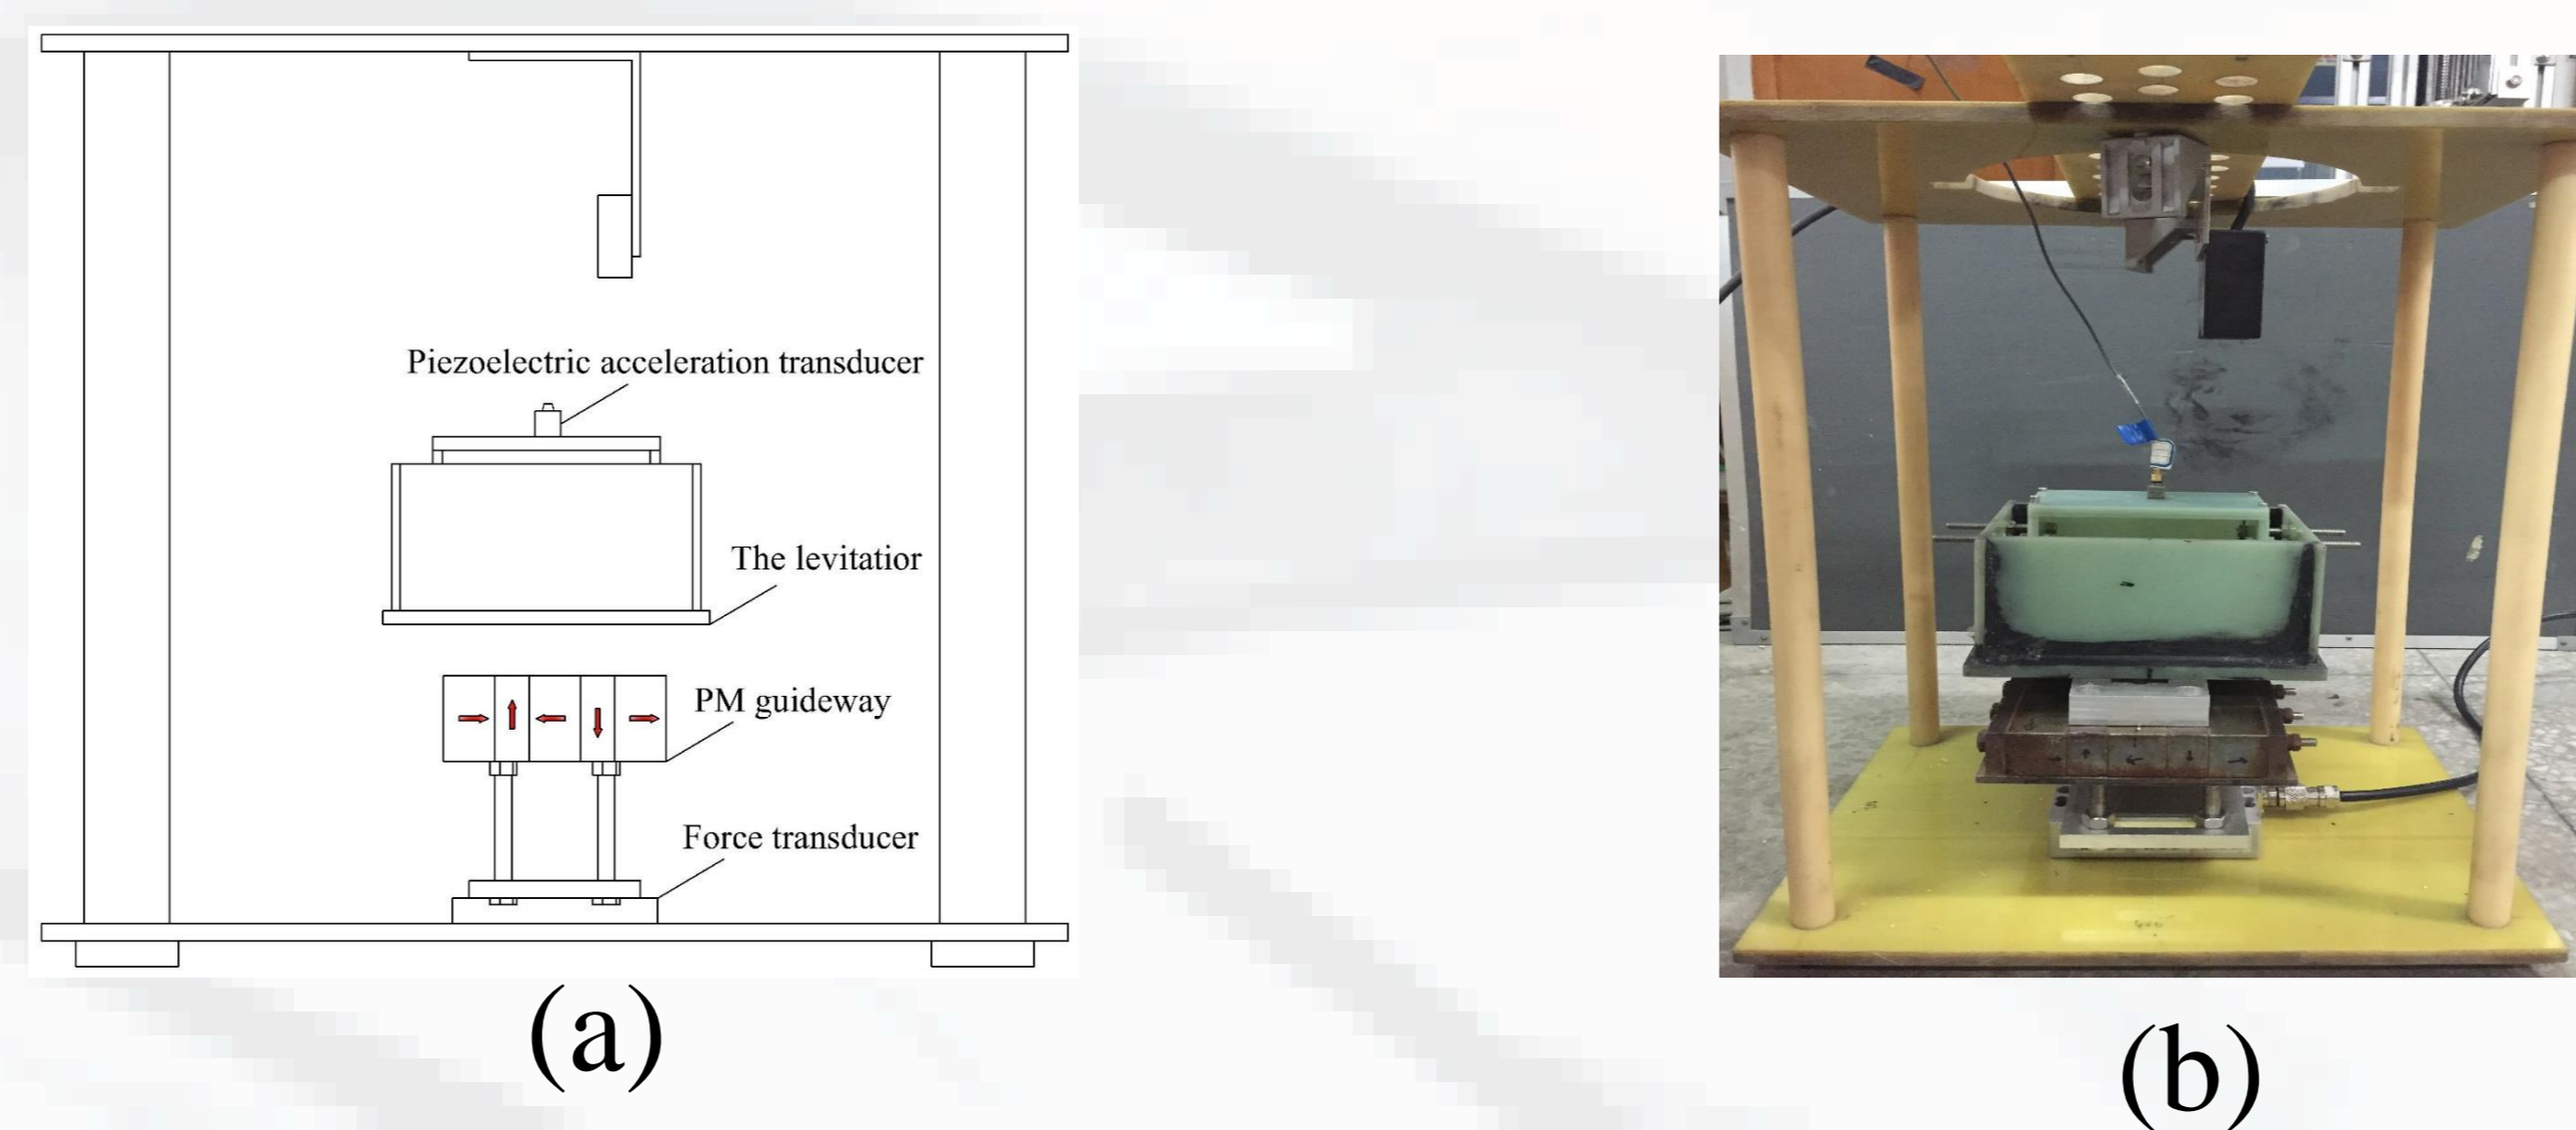 Piezoelectric acceleration transducer
The levitatior
PM guideway
Force transducer
(a)
(b)